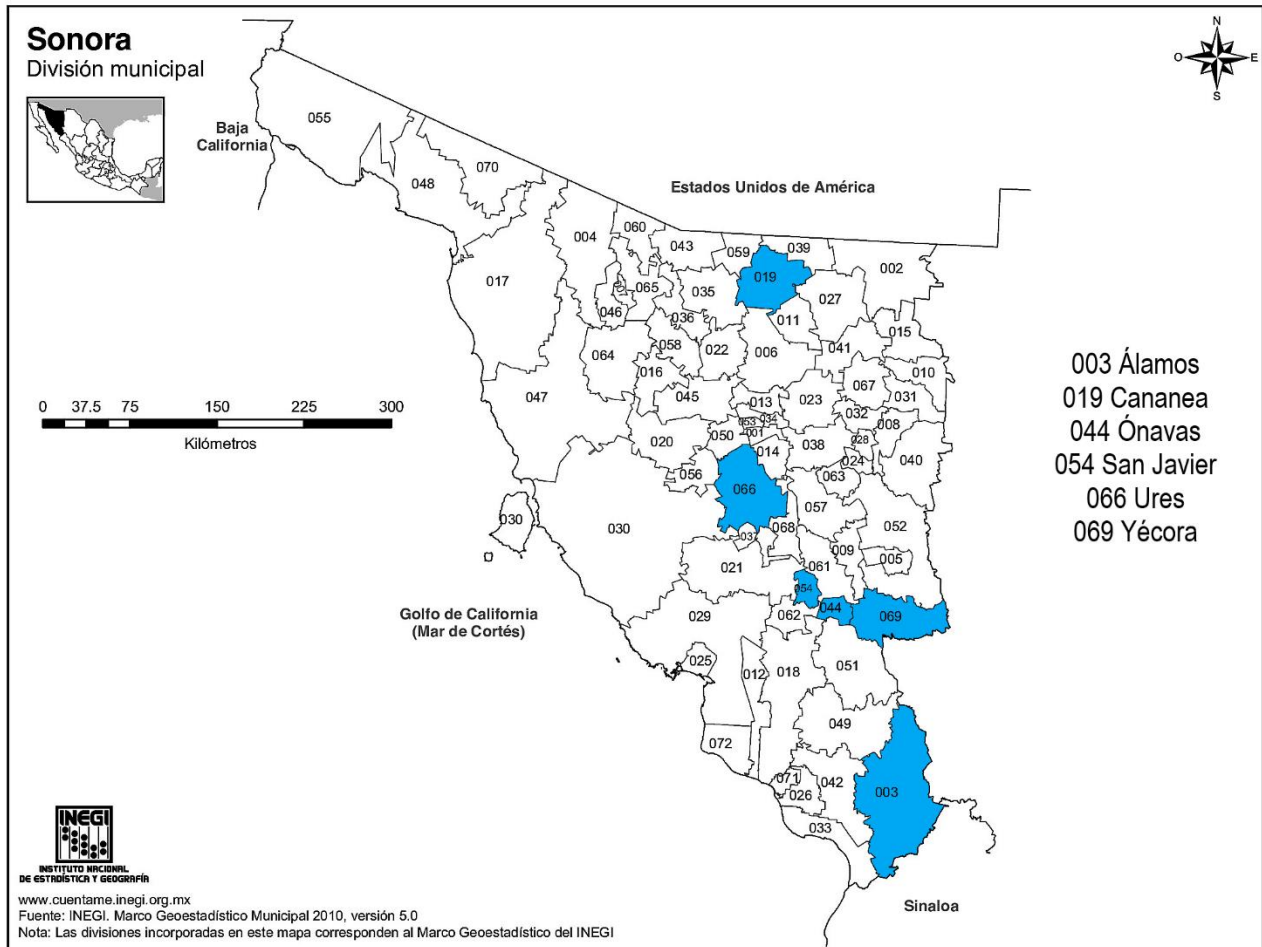 Sonora
División municipal
N
O
E
S
Baja
California
Estados Unidos de América
055
070
048
004
060
043
059
039
002
017
019
065
035
027
046
036
011
015
064
058
022
006
041
010
016
067
047
045
013
023
031
032
053
034
008
020
050
001
038
028
014
024
040
056
063
066
030
030
057
052
037
068
009
005
021
061
054
044
069
029
062
025
012
018
051
049
072
071
042
026
003
033
0 37.5 75 150 225 300
Kilómetros
Golfo de California
(Mar de Cortés)
003 Álamos
019 Cananea
044 Ónavas
054 San Javier
066 Ures
069 Yécora
Sinaloa
INEGI
INSTITUTO NACIONAL
DE ESTADÍSTICA Y GEOGRAFÍA
www.cuentame.inegi.org.mx
Fuente: INEGI. Marco Geoestadístico Municipal 2010, versión 5.0
Nota: Las divisiones incorporadas en este mapa corresponden al Marco Geoestadístico del INEGI